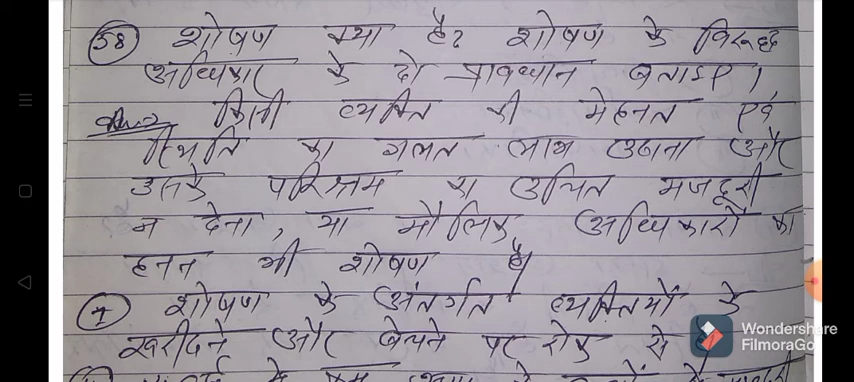 58 शोषण क्या है? शोषण के विरूद्ध
अधिकार के दो प्रावधान बताइए।
Ans किसी व्यक्ति की मेहनत एवं
स्थिति का गलत लाभ उठाना और
उसके परिश्रम का उचित मजदूरी
न देना, या मौलिक अधिकारों का
हनन भी शोषण है।
1 शोषण के अंतर्गत व्यक्तियों के
खरीदने और बेचने पर रोक से है
Wondershare
FilmoraGo